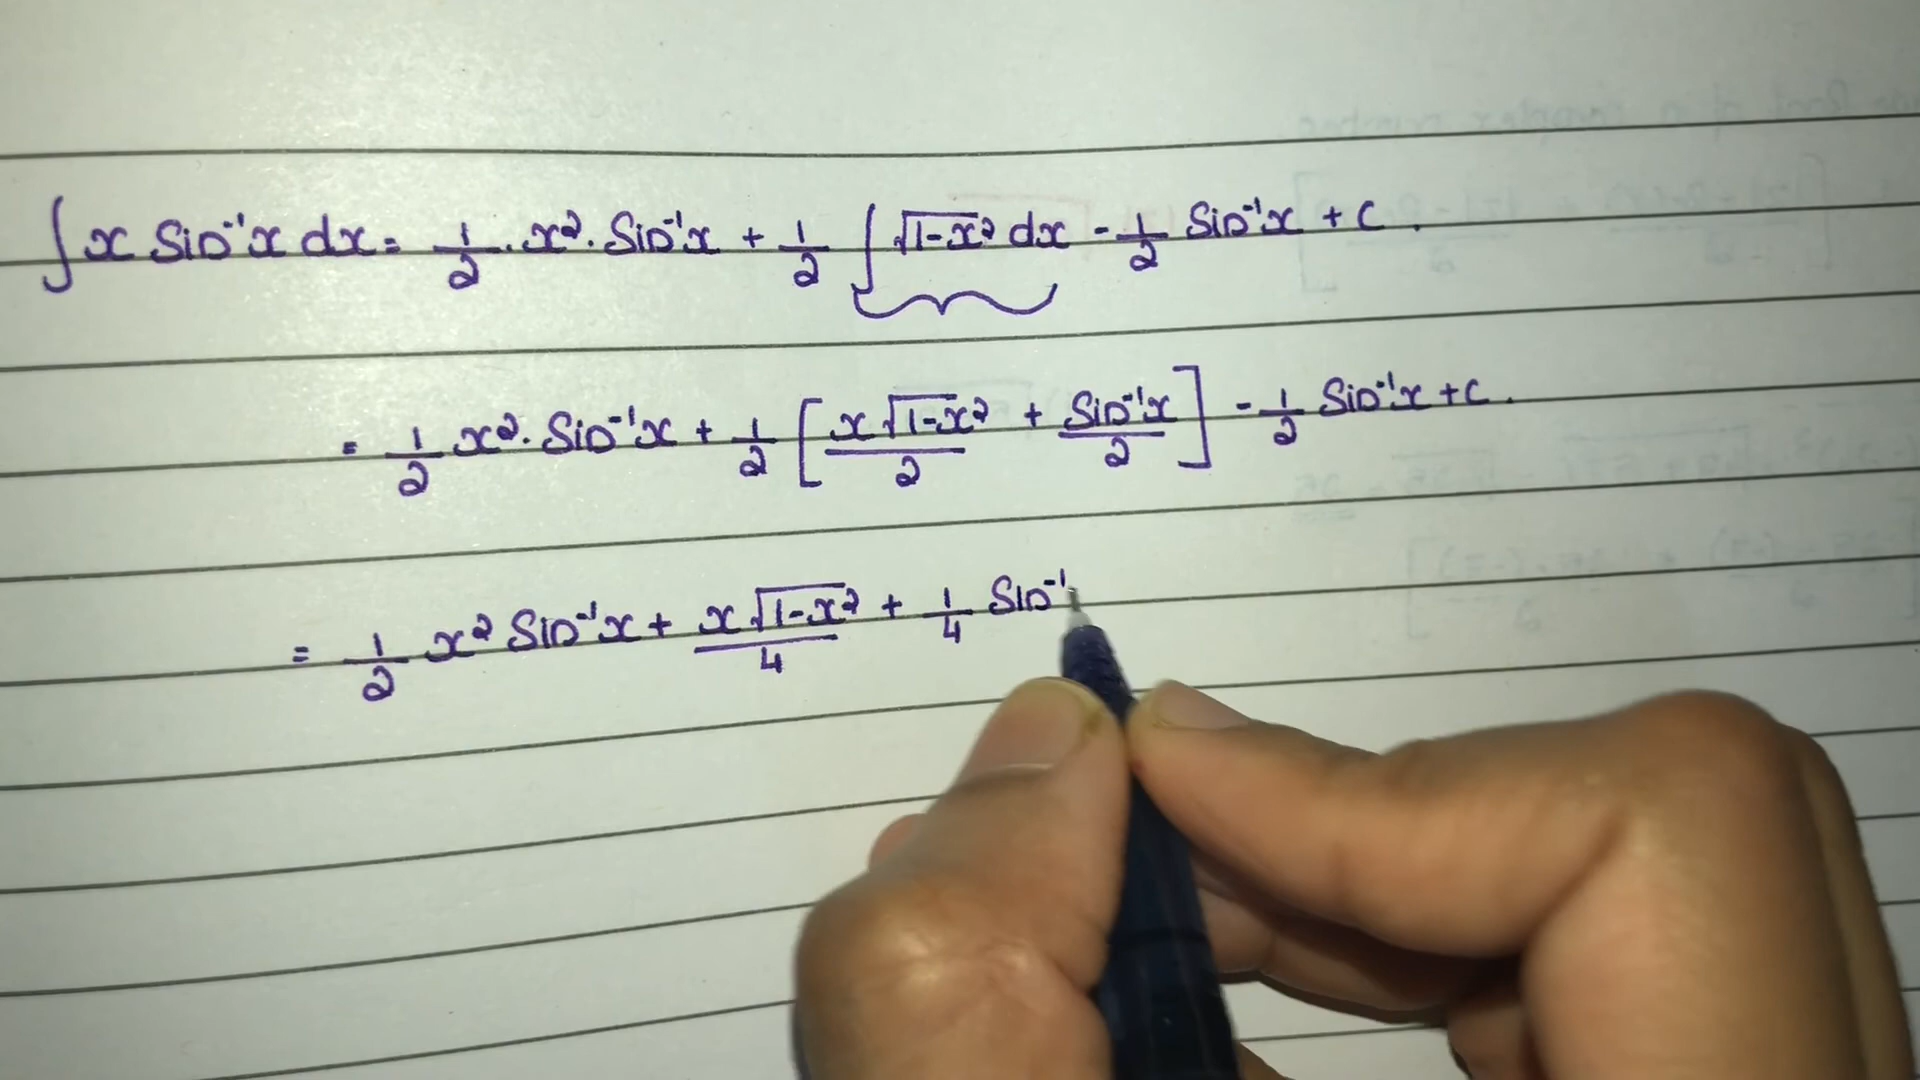 ∫ x Sin⁻¹x dx = 1/2 · x² · Sin⁻¹x + 1/2 ∫ √1-x² dx - 1/2 Sin⁻¹x + c.
= 1/2 x² · Sin⁻¹x + 1/2 [ x√1-x²/2 + Sin⁻¹x/2 ] - 1/2 Sin⁻¹x + c.
= 1/2 x² Sin⁻¹x + x√1-x²/4 + 1/4 Sin⁻¹